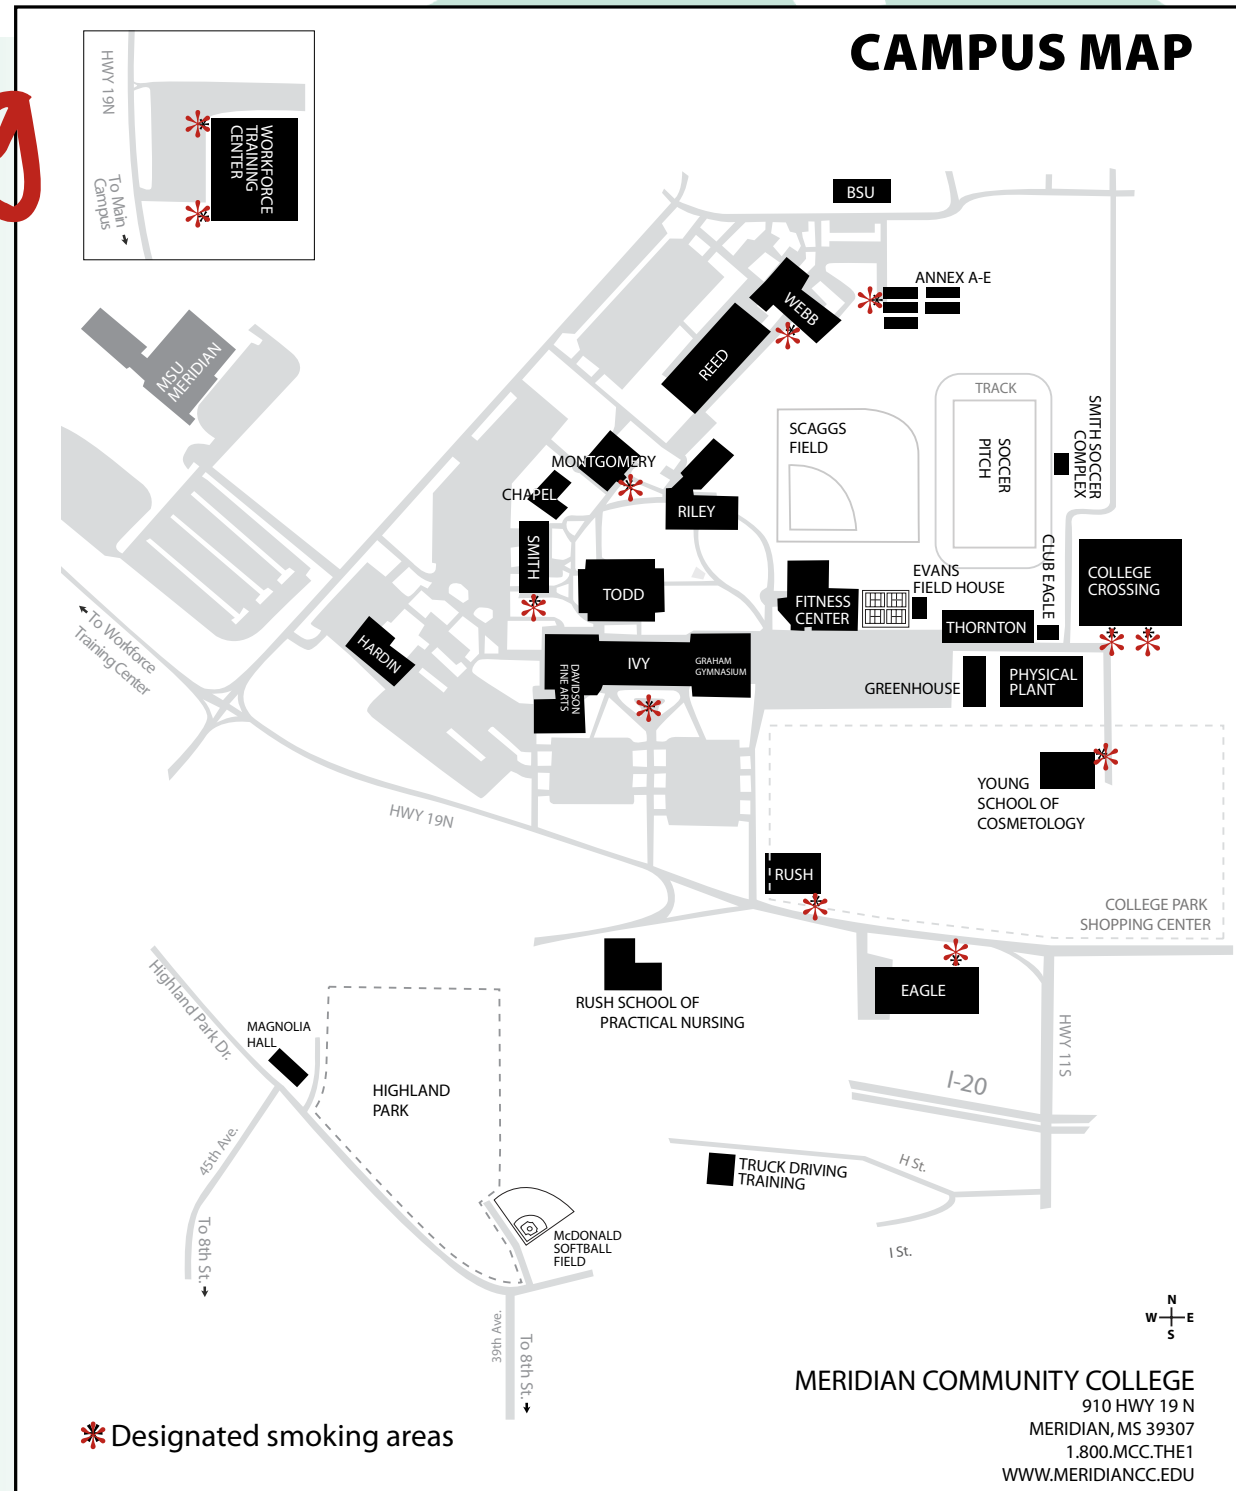 CAMPUS MAP
HWY 19N
WORKFORCE
TRAINING
CENTER
To Main
Campus
BSU
ANNEX A-E
WEBB
REED
MSU
MERIDIAN
TRACK
SCAGGS
FIELD
SOCCER
PITCH
SMITH SOCCER
COMPLEX
MONTGOMERY
CHAPEL
RILEY
SMITH
CLUB EAGLE
EVANS
FIELD HOUSE
COLLEGE
CROSSING
TODD
FITNESS
CENTER
THORNTON
To Workforce
Training Center
HARDIN
DAVIDSON
FINE ARTS
IVY
GRAHAM
GYMNASIUM
GREENHOUSE
PHYSICAL
PLANT
YOUNG
SCHOOL OF
COSMETOLOGY
HWY 19N
RUSH
COLLEGE PARK
SHOPPING CENTER
EAGLE
RUSH SCHOOL OF
PRACTICAL NURSING
Highland Park Dr.
MAGNOLIA
HALL
HWY 11S
HIGHLAND
PARK
I-20
45th Ave.
H St.
TRUCK DRIVING
TRAINING
To 8th St.
McDONALD
SOFTBALL
FIELD
I St.
39th Ave.
To 8th St.
N
W E
S
MERIDIAN COMMUNITY COLLEGE
910 HWY 19 N
MERIDIAN, MS 39307
1.800.MCC.THE1
WWW.MERIDIANCC.EDU
Designated smoking areas